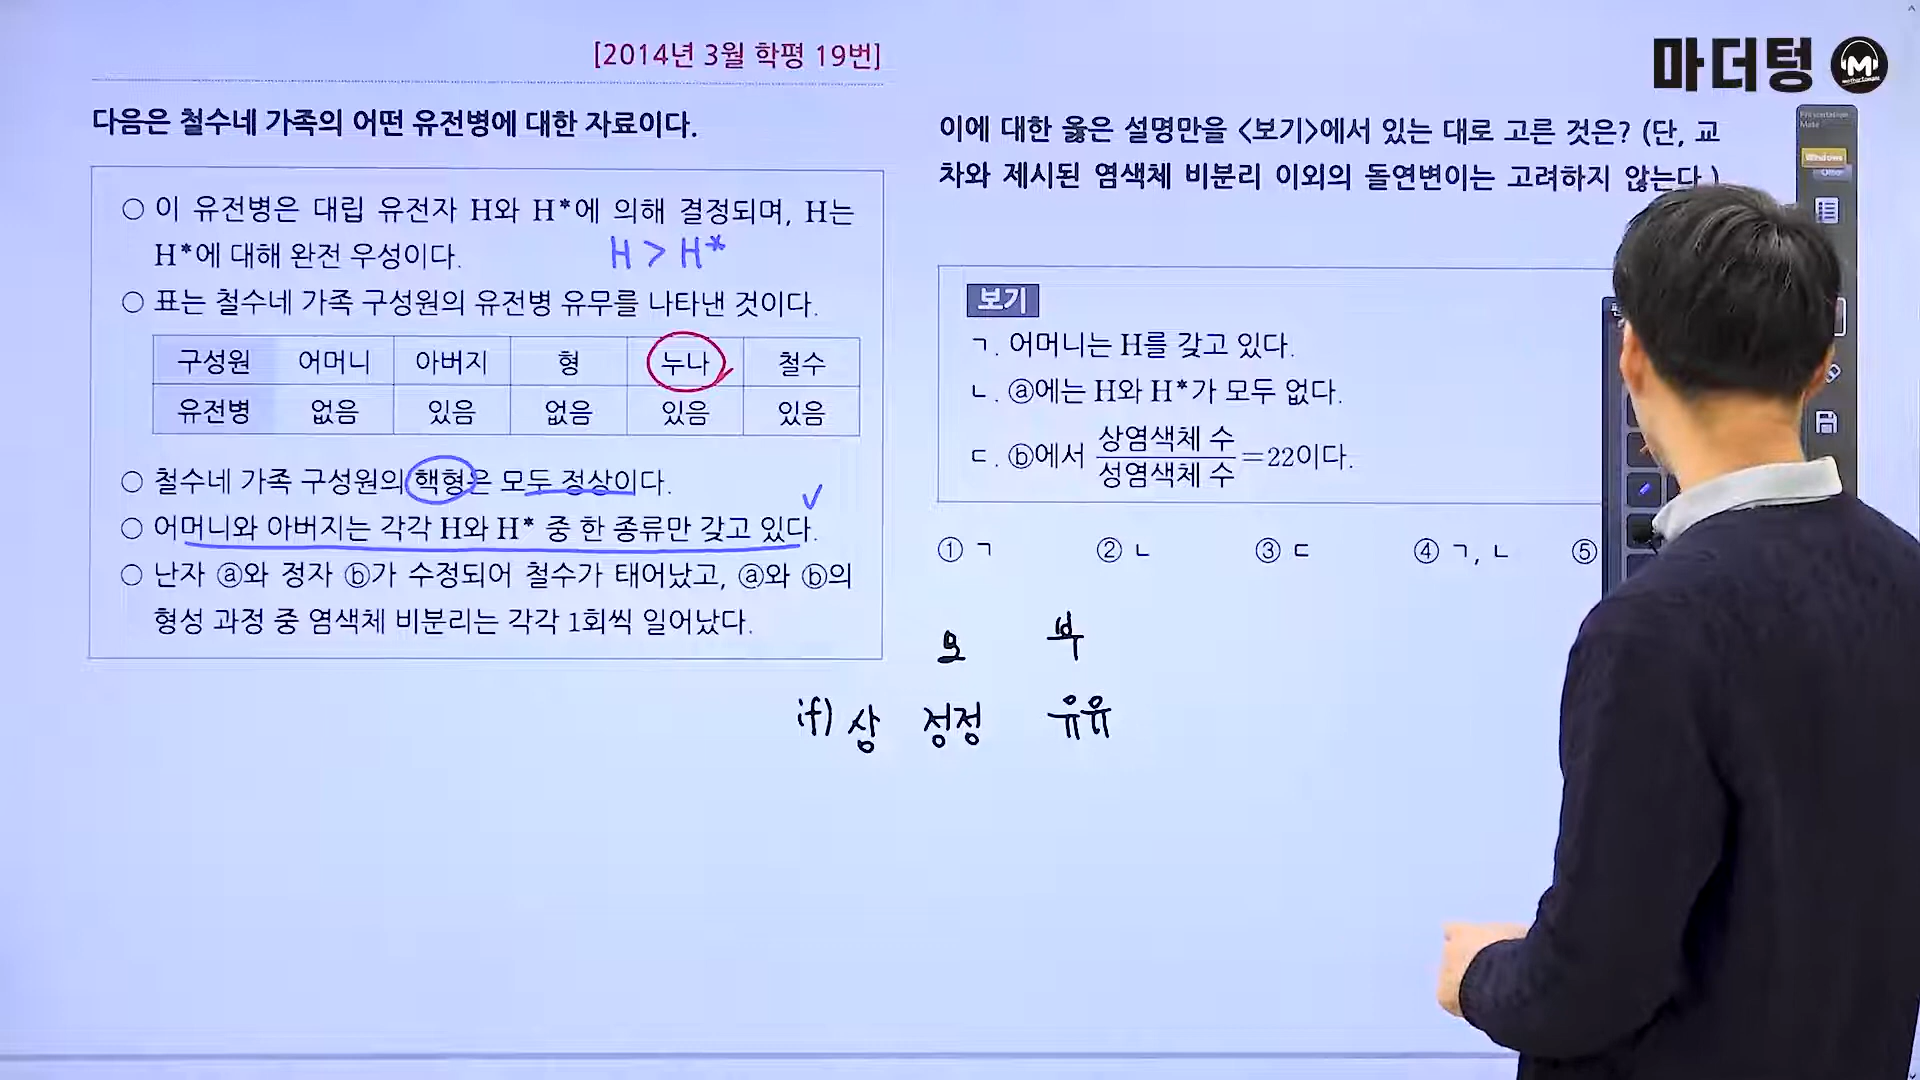 [2014년 3월 학평 19번]
마더텅
다음은 철수네 가족의 어떤 유전병에 대한 자료이다.
○ 이 유전병은 대립 유전자 H와 H*에 의해 결정되며, H는
H*에 대해 완전 우성이다.
H > H*
○ 표는 철수네 가족 구성원의 유전병 유무를 나타낸 것이다.
구성원 어머니 아버지 형 누나 철수
유전병 없음 있음 없음 있음 있음
○ 철수네 가족 구성원의 핵형은 모두 정상이다.
○ 어머니와 아버지는 각각 H와 H* 중 한 종류만 갖고 있다.
○ 난자 ⓐ와 정자 ⓑ가 수정되어 철수가 태어났고, ⓐ와 ⓑ의
형성 과정 중 염색체 비분리는 각각 1회씩 일어났다.
이에 대한 옳은 설명만을 <보기>에서 있는 대로 고른 것은? (단, 교
차와 제시된 염색체 비분리 이외의 돌연변이는 고려하지 않는다.)
보기
ㄱ. 어머니는 H를 갖고 있다.
ㄴ. ⓐ에는 H와 H*가 모두 없다.
ㄷ. ⓑ에서 상염색체 수/성염색체 수=22이다.
① ㄱ ② ㄴ ③ ㄷ ④ ㄱ, ㄴ ⑤
모 부
if) 상 정정 유유
Windows